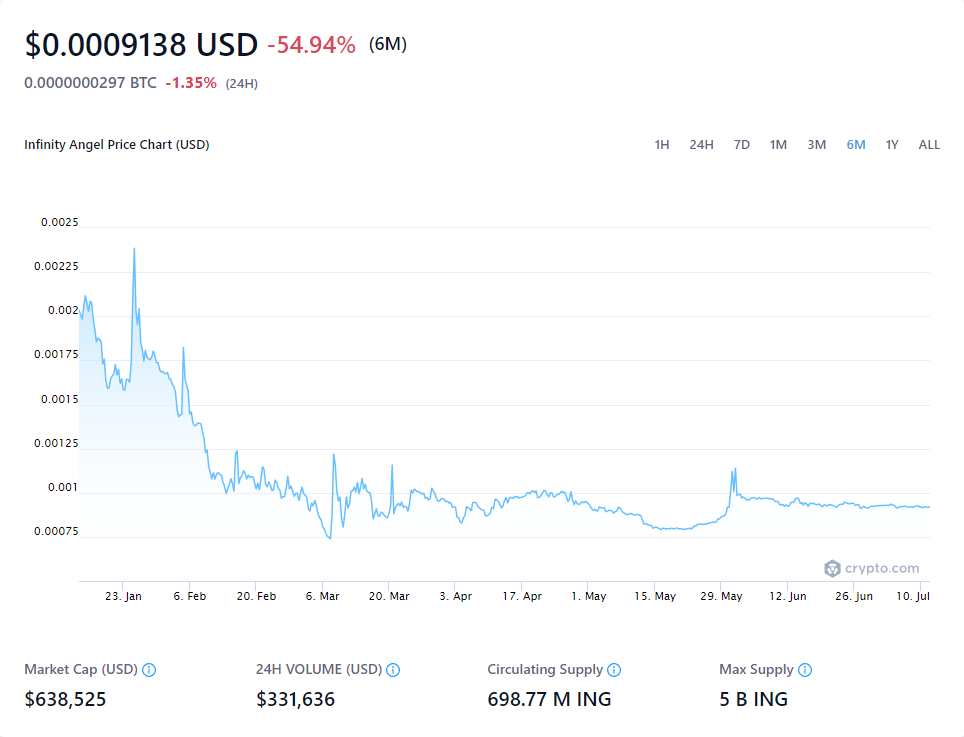 $0.0009138 USD -54.94% (6M)
0.0000000297 BTC -1.35% (24H)
Infinity Angel Price Chart (USD) 1H 24H 7D 1M 3M 6M 1Y ALL
0.0025
0.00225
0.002
0.00175
0.0015
0.00125
0.001
0.00075
crypto.com
23. Jan 6. Feb 20. Feb 6. Mar 20. Mar 3. Apr 17. Apr 1. May 15. May 29. May 12. Jun 26. Jun 10. Jul
Market Cap (USD) 24H VOLUME (USD) Circulating Supply Max Supply
$638,525 $331,636 698.77 M ING 5 B ING